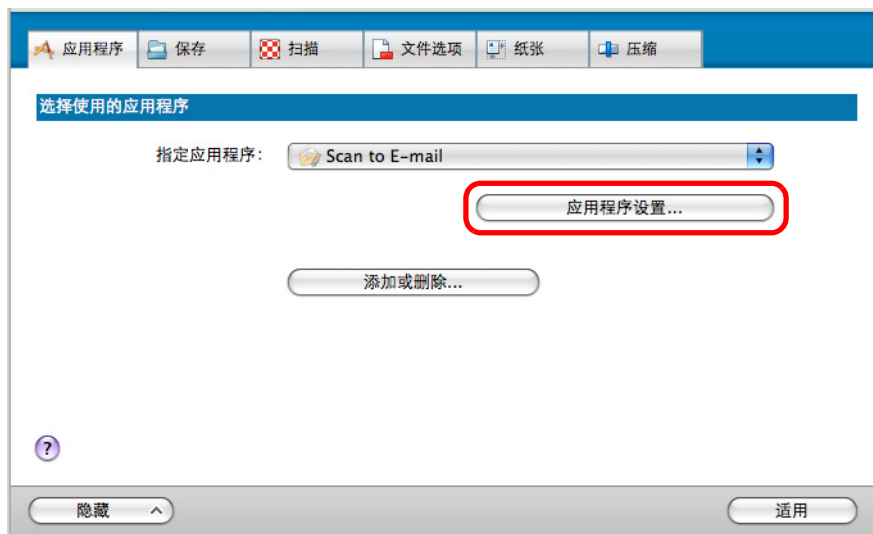 应用程序 保存 扫描 文件选项 纸张 压缩
选择使用的应用程序
指定应用程序: Scan to E-mail
应用程序设置...
添加或删除...
?
隐藏 适用